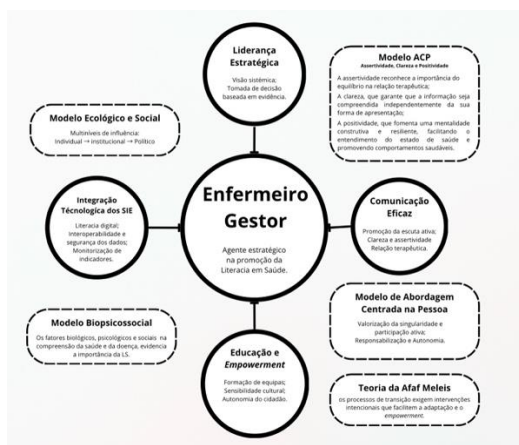 Liderança
Estratégica
Visão sistémica;
Tomada de decisão
baseada em evidência.
Modelo ACP
Assertividade, Clareza e Positividade
A assertividade reconhece a importância do
equilíbrio na relação terapêutica;
A clareza, que garante que a informação seja
compreendida independentemente da sua
forma de apresentação;
A positividade, que fomenta uma mentalidade
construtiva e resiliente, facilitando o
entendimento do estado de saúde e
promovendo comportamentos saudáveis.
Modelo Ecológico e Social
Multiníveis de influência:
Individual → institucional → Político
Integração
Técnologica dos SIE
Literacia digital;
Interoperabilidade e
segurança dos dados;
Monitorização de
indicadores.
Enfermeiro
Gestor
Agente estratégico
na promoção da
Literacia em Saúde.
Comunicação
Eficaz
Promoção da escuta ativa;
Clareza e assertividade
Relação terapêutica.
Modelo de Abordagem
Centrada na Pessoa
Valorização da singularidade e
participação ativa;
Responsabilização e Autonomia.
Modelo Biopsicossocial
Os fatores biológicos, psicológicos e sociais na
compreensão da saúde e da doença, evidencia
a importância da LS.
Educação e
Empowerment
Formação de equipas;
Sensibilidade cultural;
Autonomia do cidadão.
Teoria da Afaf Meleis
os processos de transição exigem intervenções
intencionais que facilitem a adaptação e o
empowerment.